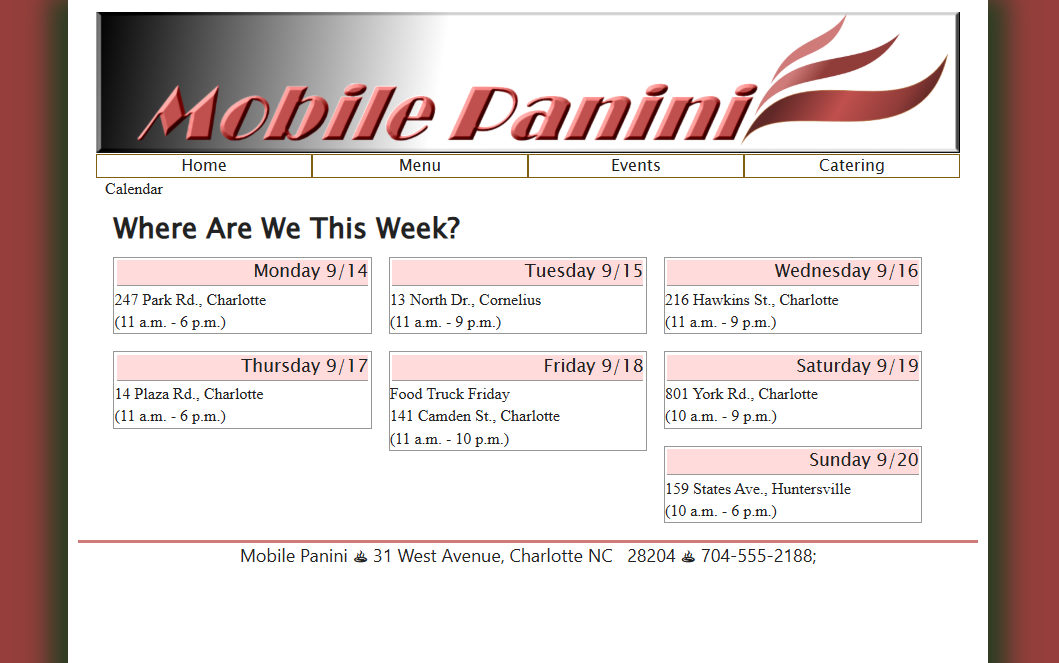 Mobile Panini
Home Menu Events Catering
Calendar
Where Are We This Week?
Monday 9/14
247 Park Rd., Charlotte
(11 a.m. - 6 p.m.)
Tuesday 9/15
13 North Dr., Cornelius
(11 a.m. - 9 p.m.)
Wednesday 9/16
216 Hawkins St., Charlotte
(11 a.m. - 9 p.m.)
Thursday 9/17
14 Plaza Rd., Charlotte
(11 a.m. - 6 p.m.)
Friday 9/18
Food Truck Friday
141 Camden St., Charlotte
(11 a.m. - 10 p.m.)
Saturday 9/19
801 York Rd., Charlotte
(10 a.m. - 9 p.m.)
Sunday 9/20
159 States Ave., Huntersville
(10 a.m. - 6 p.m.)
Mobile Panini ♨ 31 West Avenue, Charlotte NC 28204 ♨ 704-555-2188;